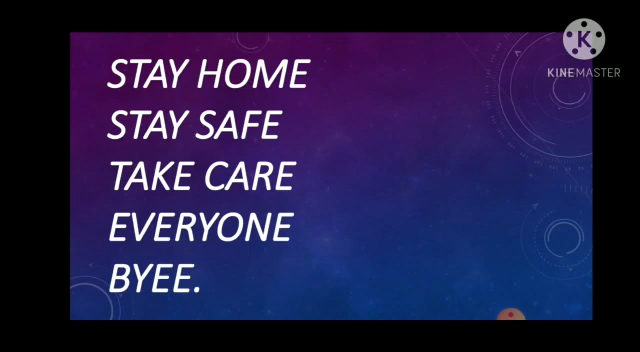 STAY HOME
STAY SAFE
TAKE CARE
EVERYONE
BYEE.
KINEMASTER